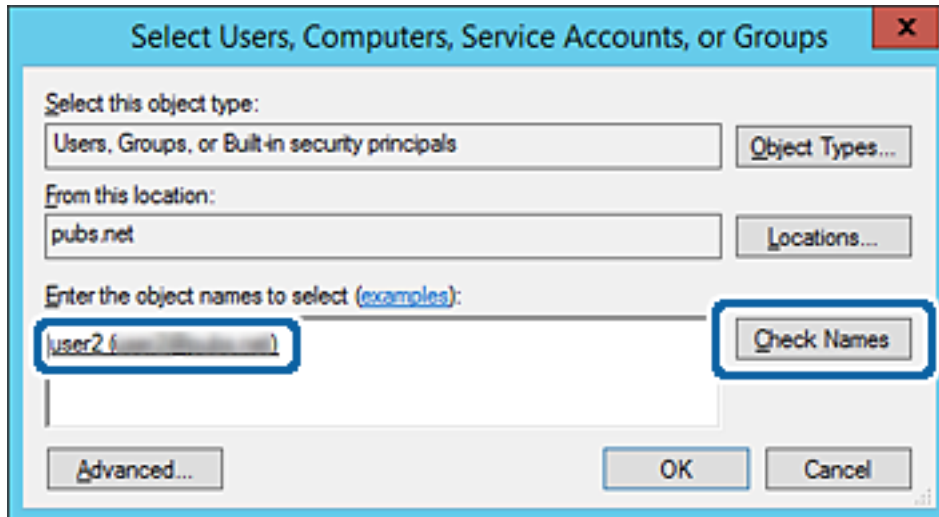 Select Users, Computers, Service Accounts, or Groups
x
Select this object type:
Users, Groups, or Built-in security principals
Object Types...
From this location:
pubs.net
Locations...
Enter the object names to select (examples):
user2 ( )
Check Names
Advanced...
OK
Cancel